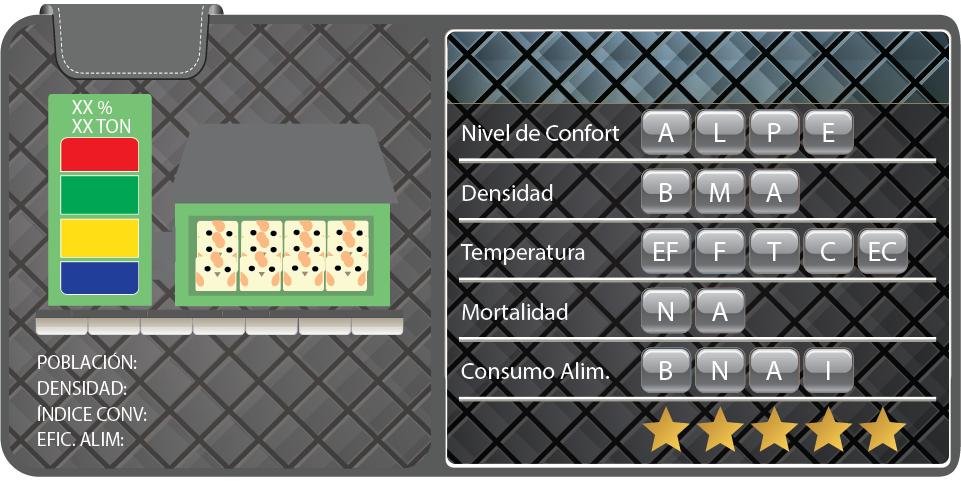 XX %
XX TON
POBLACIÓN:
DENSIDAD:
ÍNDICE CONV:
EFIC. ALIM:
Nivel de Confort A L P E
Densidad B M A
Temperatura EF F T C EC
Mortalidad N A
Consumo Alim. B N A I